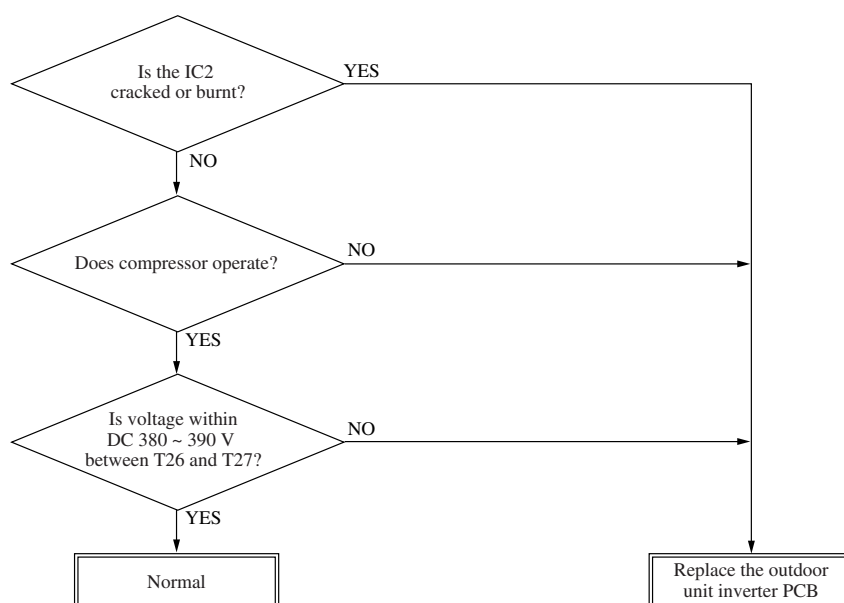 Is the IC2
cracked or burnt?
YES
NO
Does compressor operate?
NO
YES
Is voltage within
DC 380 ~ 390 V
between T26 and T27?
NO
YES
Normal
Replace the outdoor
unit inverter PCB